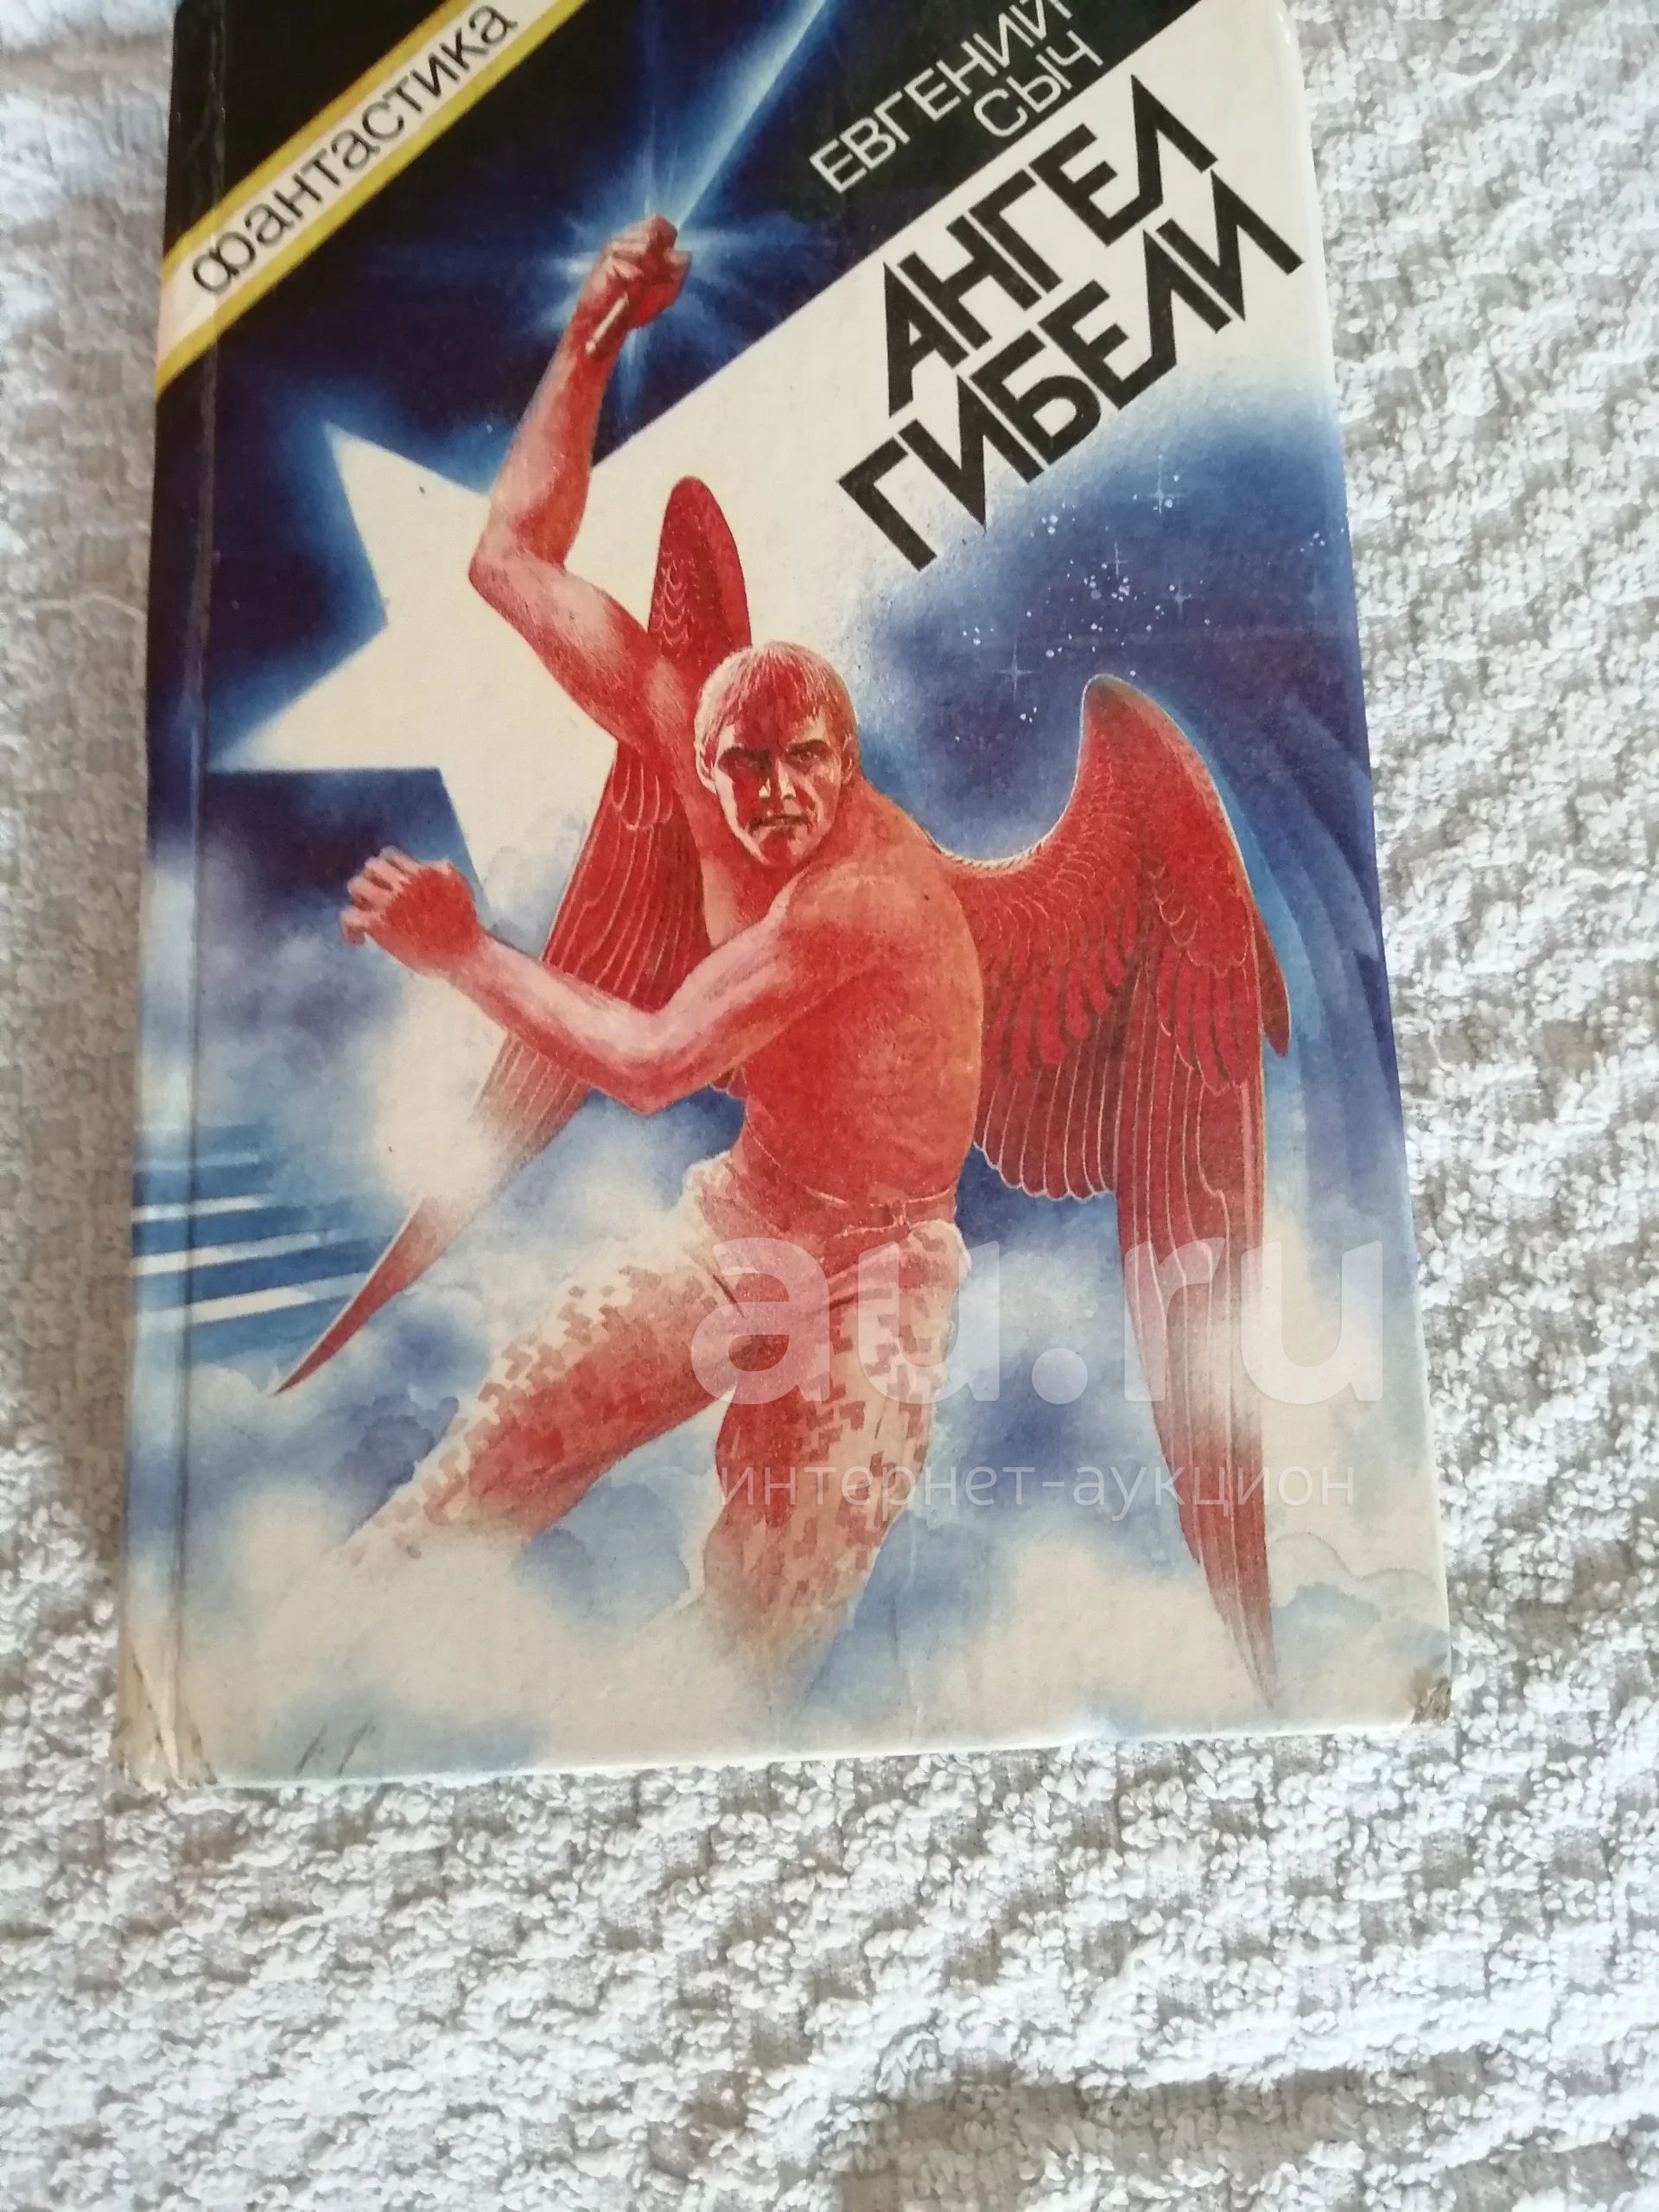 фантастика
ЕВГЕНИЙ
СЫЧ
АНГЕЛ
ГИБЕЛИ
au.ru
интернет-аукцион